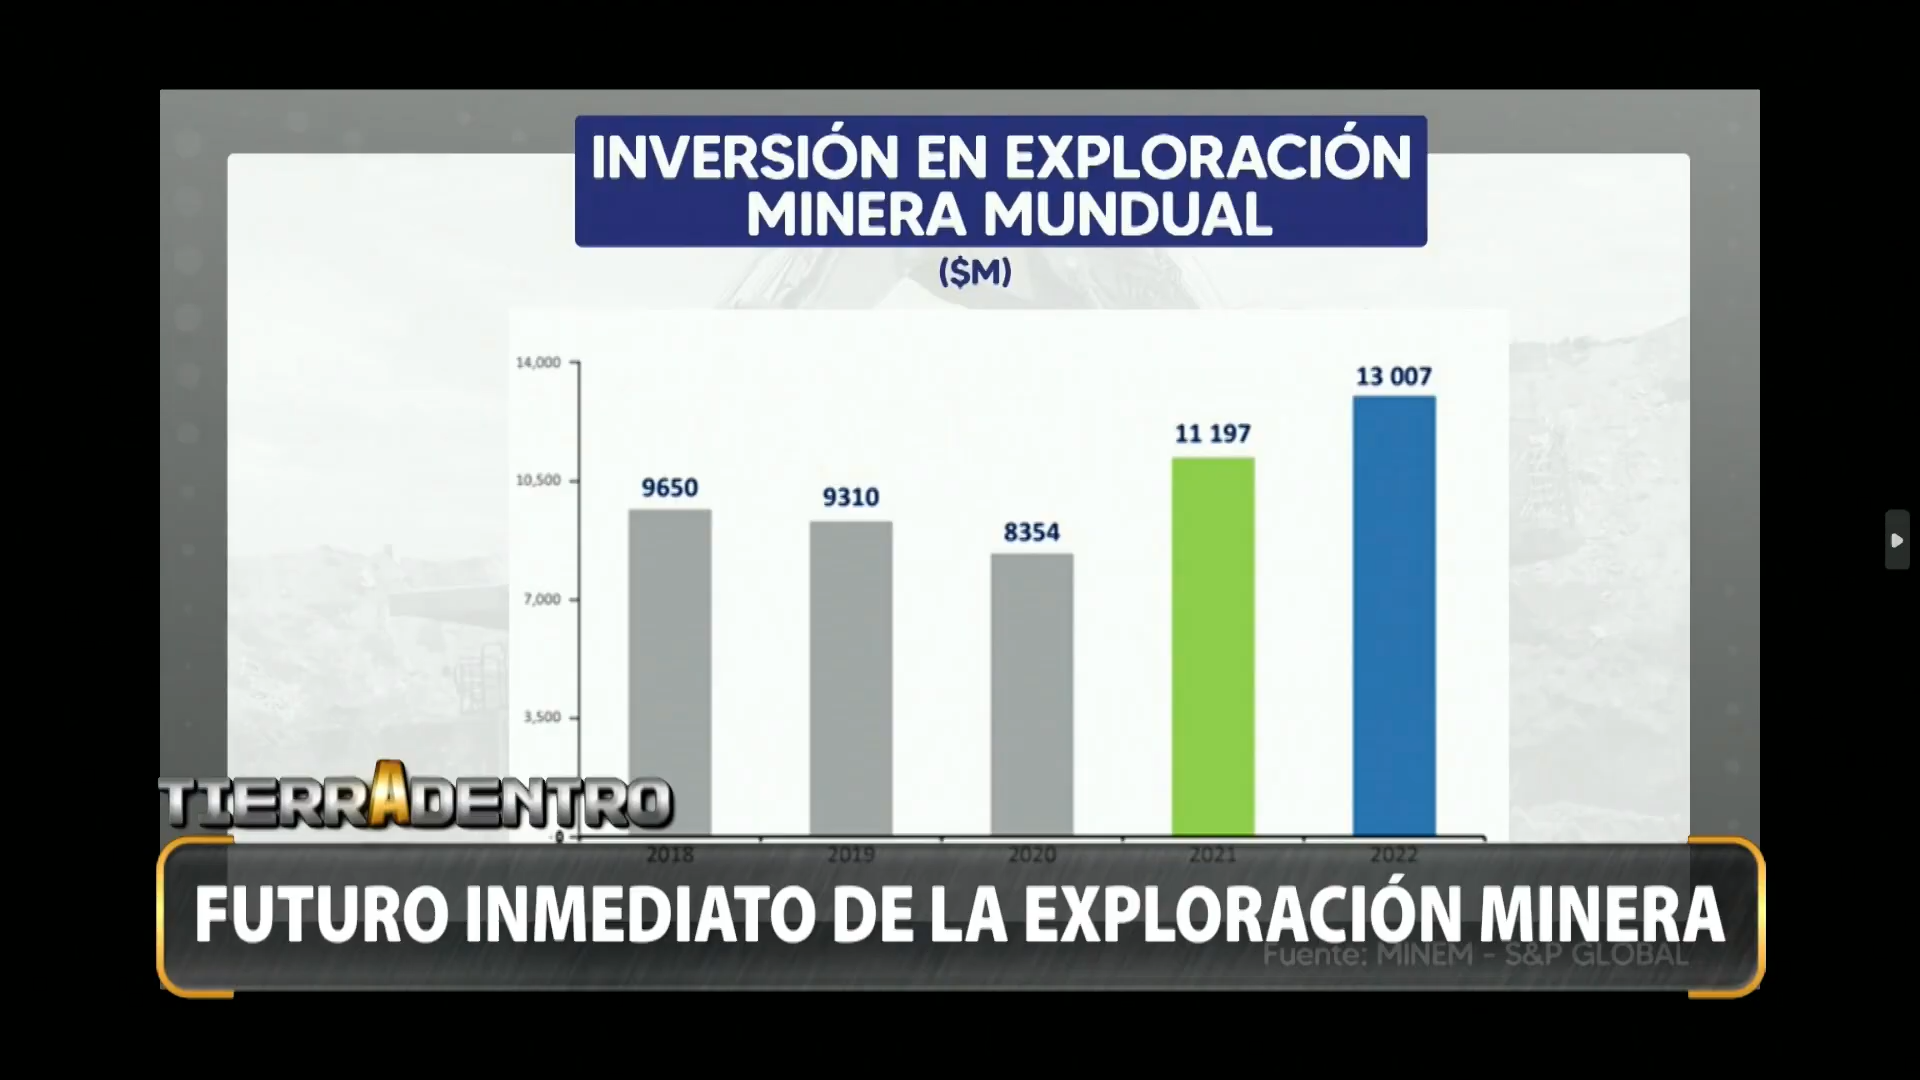 INVERSIÓN EN EXPLORACIÓN
MINERA MUNDUAL
($M)
14,000
10,500
7,000
3,500
0
9650
9310
8354
11 197
13 007
2018
2019
2020
2021
2022
TIERRADENTRO
FUTURO INMEDIATO DE LA EXPLORACIÓN MINERA
Fuente: MINEM - S&P GLOBAL